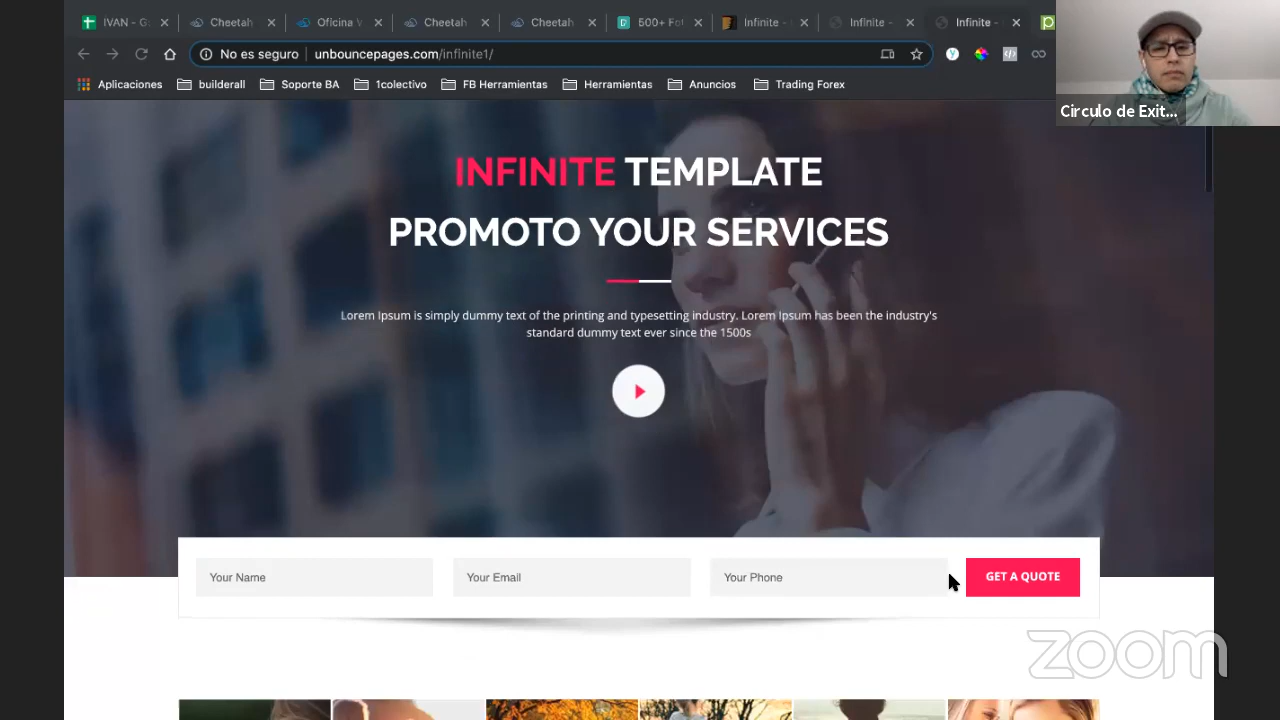 IVAN - G
Cheetah
Oficina V
Cheetah
Cheetah
500+ Fot
Infinite -
Infinite -
Infinite -
No es seguro
unbouncepages.com/infinite1/
Aplicaciones
builderall
Soporte BA
1colectivo
FB Herramientas
Herramientas
Anuncios
Trading Forex
Circulo de Exit...
INFINITE TEMPLATE
PROMOTO YOUR SERVICES
Lorem Ipsum is simply dummy text of the printing and typesetting industry. Lorem Ipsum has been the industry's
standard dummy text ever since the 1500s
Your Name
Your Email
Your Phone
GET A QUOTE
zoom